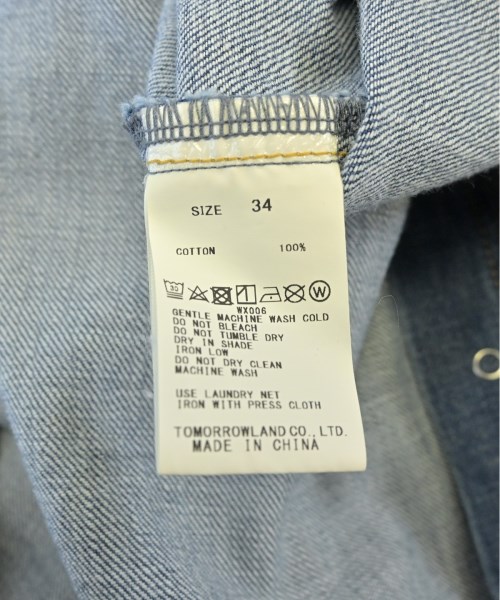 SIZE 34
COTTON 100%
30 W
WX006
GENTLE MACHINE WASH COLD
DO NOT BLEACH
DO NOT TUMBLE DRY
DRY IN SHADE
IRON LOW
DO NOT DRY CLEAN
MACHINE WASH
USE LAUNDRY NET
IRON WITH PRESS CLOTH
TOMORROWLAND CO., LTD.
MADE IN CHINA